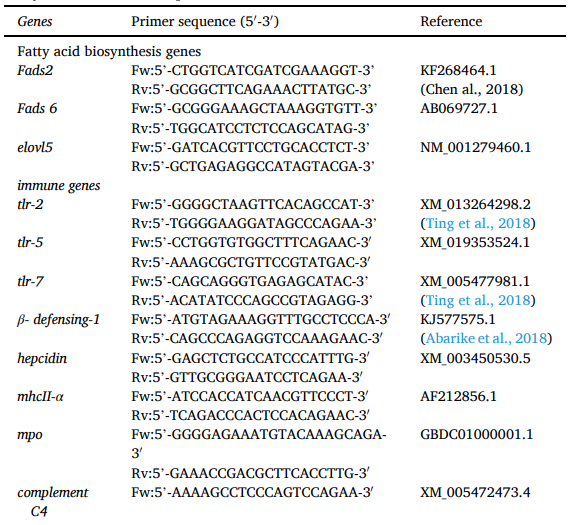 Genes Primer sequence (5′-3′) Reference
Fatty acid biosynthesis genes
Fads2 Fw:5’-CTGGTCATCGATCGAAAGGT-3’ KF268464.1
Rv:5’-GCGGCTTCAGAAACTTATGC-3’ (Chen al., 2018)
Fads 6 Fw:5’-GCGGGAAAGCTAAAGGTGTT-3’ AB069727.1
Rv:5’-TGGCATCCTCTCCAGCATAG-3’
elovl5 Fw:5’-GATCACGTTCCTGCACCTCT-3’ NM_001279460.1
Rv:5’-GCTGAGAGGCCATAGTACGA-3’
immune genes
tlr-2 Fw:5’-GGGGCTAAGTTCACAGCCAT-3’ XM_013264298.2
Rv:5’-TGGGGAAGGATAGCCCAGAA-3’ (Ting et al., 2018)
tlr-5 Fw:5’-CCTGGTGTGGCTTTCAGAAC-3′ XM_019353524.1
Rv:5’-AAAGCGCTGTTCCGTATGAC-3′
tlr-7 Fw:5’-CAGCAGGGTGAGAGCATAC-3’ XM_005477981.1
Rv:5’-ACATATCCCAGCCGTAGAGG-3’ (Ting et al., 2018)
β- defensing-1 Fw:5’-ATGTAGAAAGGTTTGCCTCCCA-3′ KJ577575.1
Rv:5’-CAGCCCAGAGGTCCAAAGAAC-3′ (Abarike et al., 2018)
hepcidin Fw:5’-GAGCTCTGCCATCCCATTTG-3′ XM_003450530.5
Rv:5’-GTTGCGGGAATCCTCAGAA-3′
mhcII-α Fw:5’-ATCCACCATCAACGTTCCCT-3′ AF212856.1
Rv:5’-TCAGACCCACTCCACAGAAC-3′
mpo Fw:5’-GGGGAGAAATGTACAAAGCAGA- GBDC01000001.1
3′
Rv:5’-GAAACCGACGCTTCACCTTG-3′
complement Fw:5’-AAAAGCCTCCCAGTCCAGAA-3′ XM_005472473.4
C4